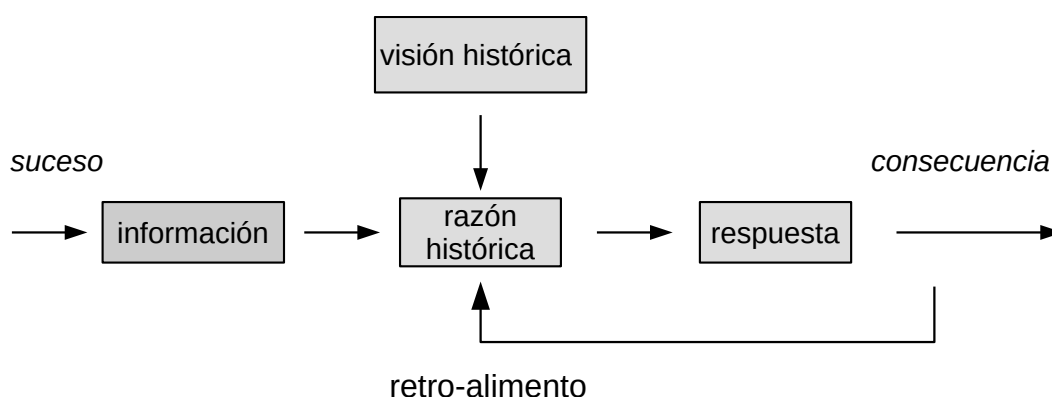 visión histórica
suceso
consecuencia
información
razón
histórica
respuesta
retro-alimento